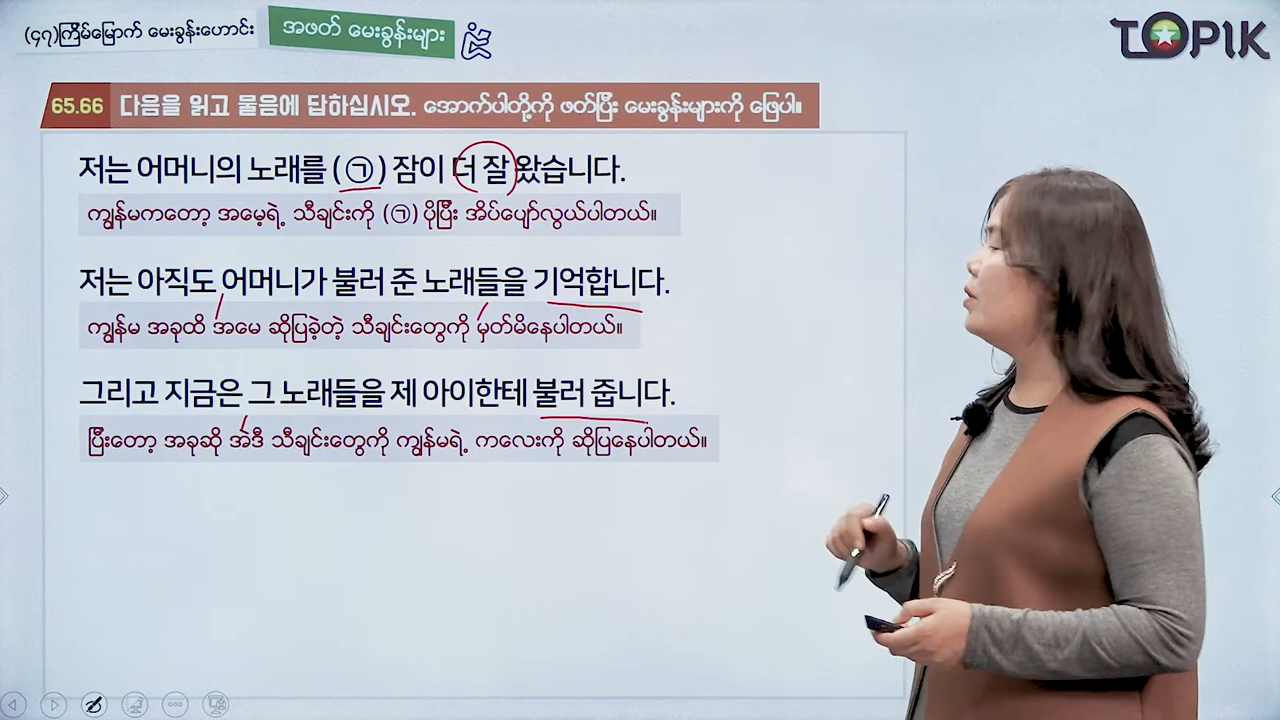 (၄၇)ကြိမ်မြောက် မေးခွန်းဟောင်း
အဖတ် မေးခွန်းများ
TOPIK
65.66 다음을 읽고 물음에 답하십시오. အောက်ပါတို့ကို ဖတ်ပြီး မေးခွန်းများကို ဖြေပါ။
저는 어머니의 노래를 (㉠) 잠이 더 잘 왔습니다.
ကျွန်မကတော့ အမေ့ရဲ့ သီချင်းကို (㉠) ပိုပြီး အိပ်ပျော်လွယ်ပါတယ်။
저는 아직도 어머니가 불러 준 노래들을 기억합니다.
ကျွန်မ အခုထိ အမေ ဆိုပြခဲ့တဲ့ သီချင်းတွေကို မှတ်မိနေပါတယ်။
그리고 지금은 그 노래들을 제 아이한테 불러 줍니다.
ပြီးတော့ အခုဆို အဲဒီ သီချင်းတွေကို ကျွန်မရဲ့ ကလေးကို ဆိုပြနေပါတယ်။